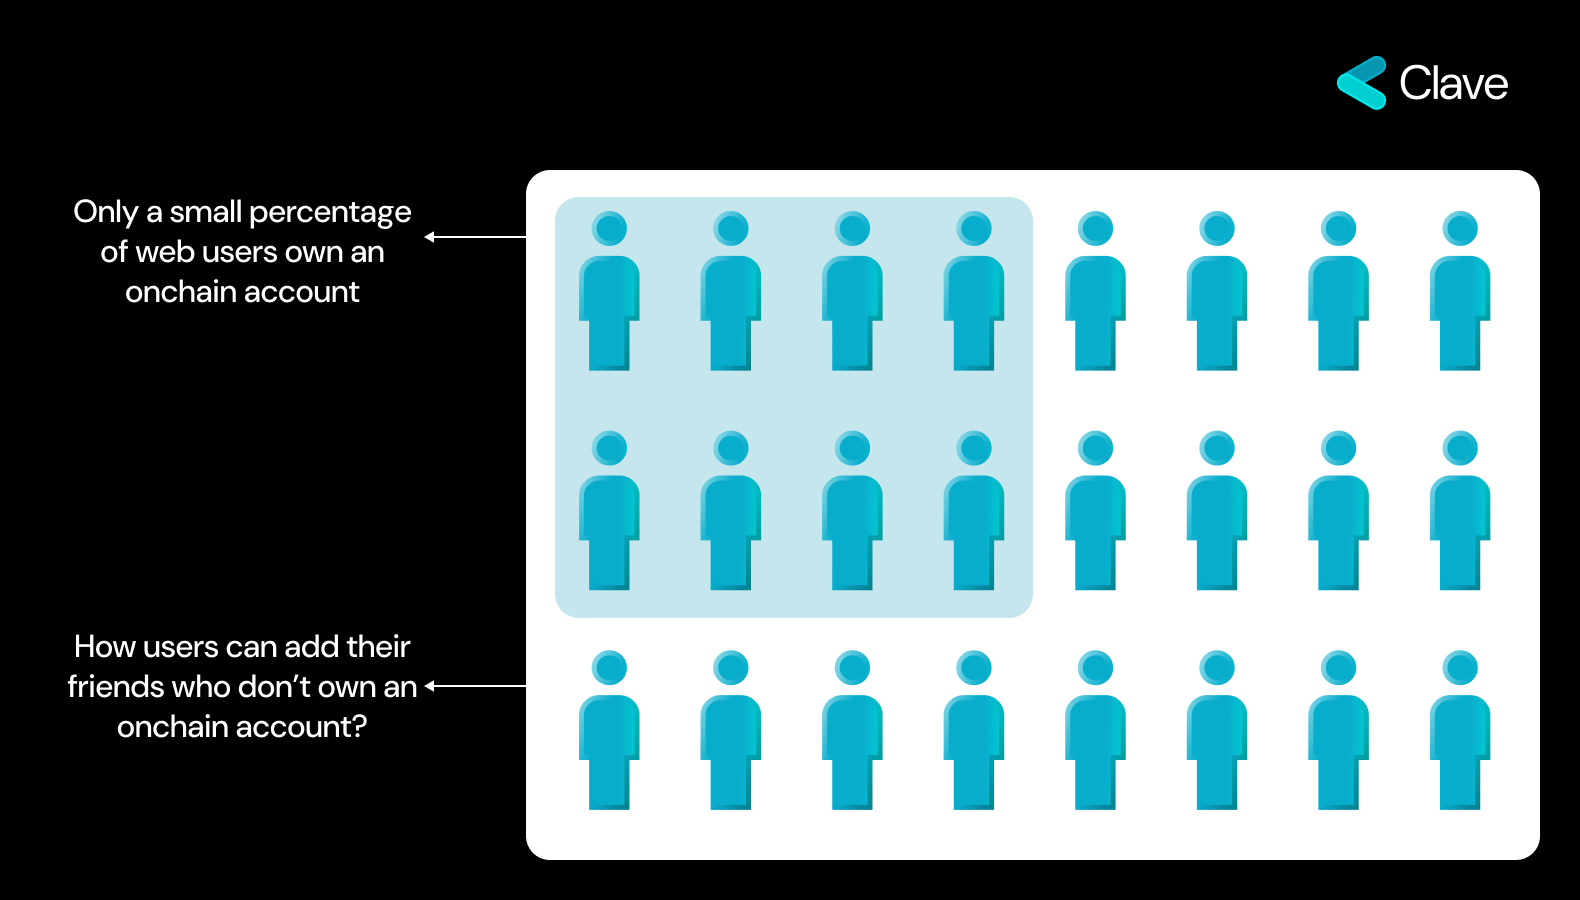 Clave
Only a small percentage
of web users own an
onchain account
How users can add their
friends who don’t own an
onchain account?